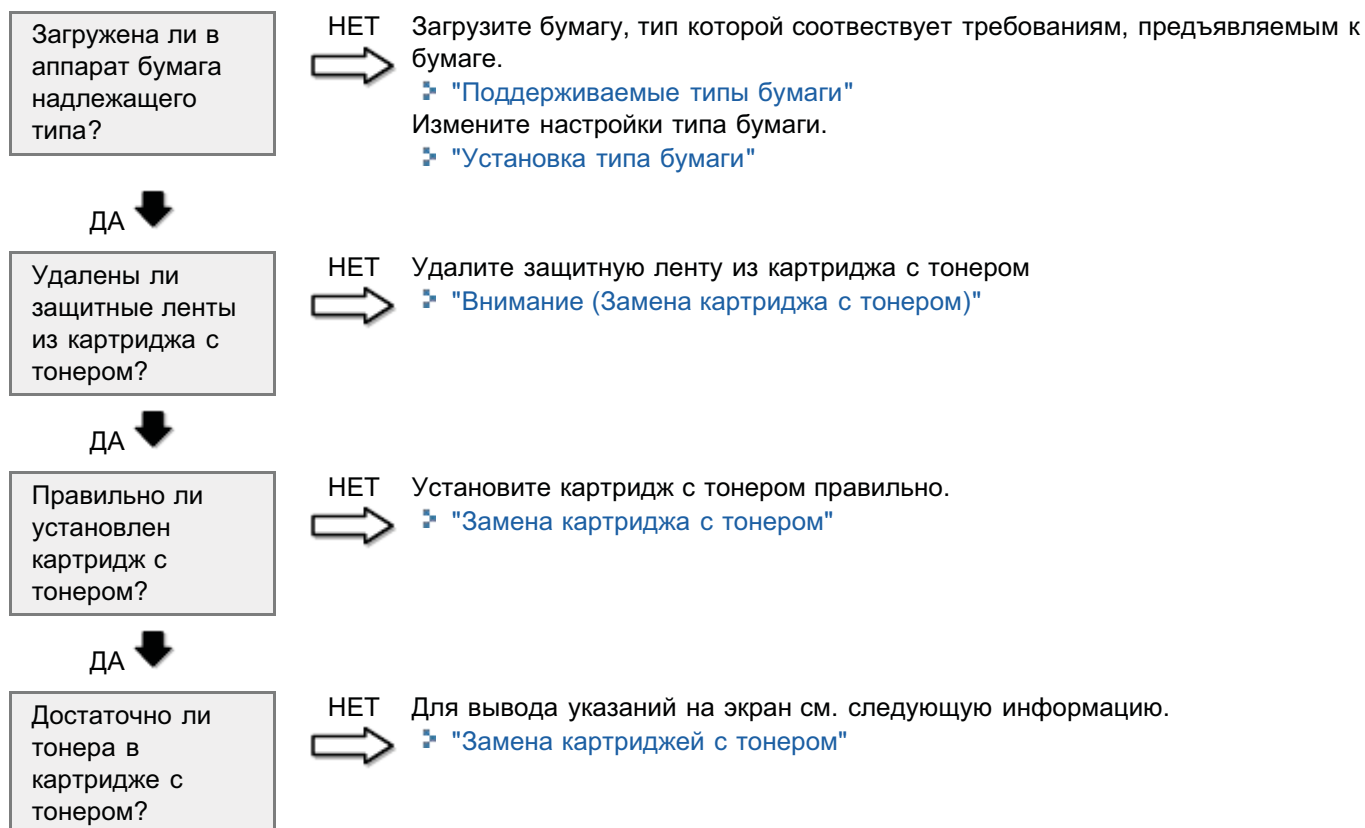 Загружена ли в
аппарат бумага
надлежащего
типа?
НЕТ
Загрузите бумагу, тип которой соотвествует требованиям, предъявляемым к
бумаге.
"Поддерживаемые типы бумаги"
Измените настройки типа бумаги.
"Установка типа бумаги"
ДА
Удалены ли
защитные ленты
из картриджа с
тонером?
НЕТ
Удалите защитную ленту из картриджа с тонером
"Внимание (Замена картриджа с тонером)"
ДА
Правильно ли
установлен
картридж с
тонером?
НЕТ
Установите картридж с тонером правильно.
"Замена картриджа с тонером"
ДА
Достаточно ли
тонера в
картридже с
тонером?
НЕТ
Для вывода указаний на экран см. следующую информацию.
"Замена картриджей с тонером"